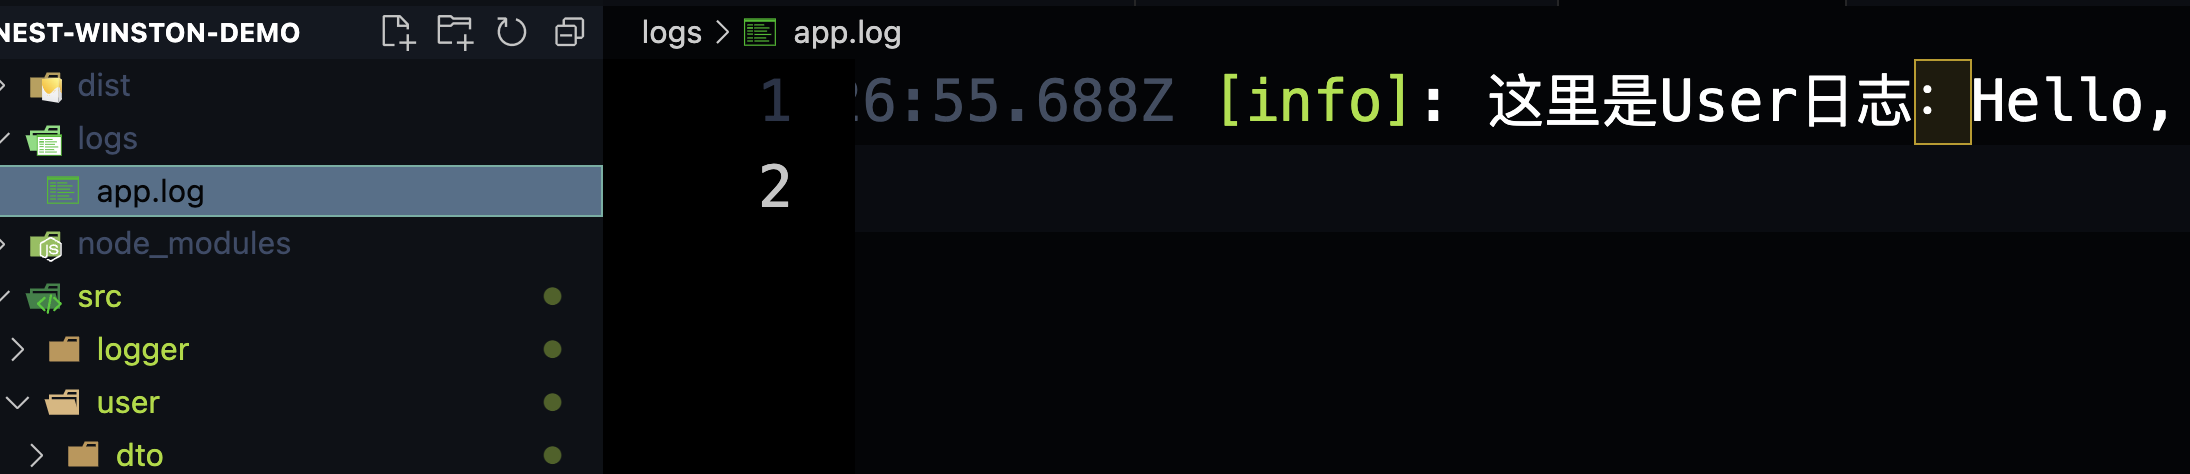 NEST-WINSTON-DEMO
dist
logs
app.log
node_modules
src
logger
user
dto
logs > app.log
1 26:55.688Z [info]: 这里是User日志：Hello,
2